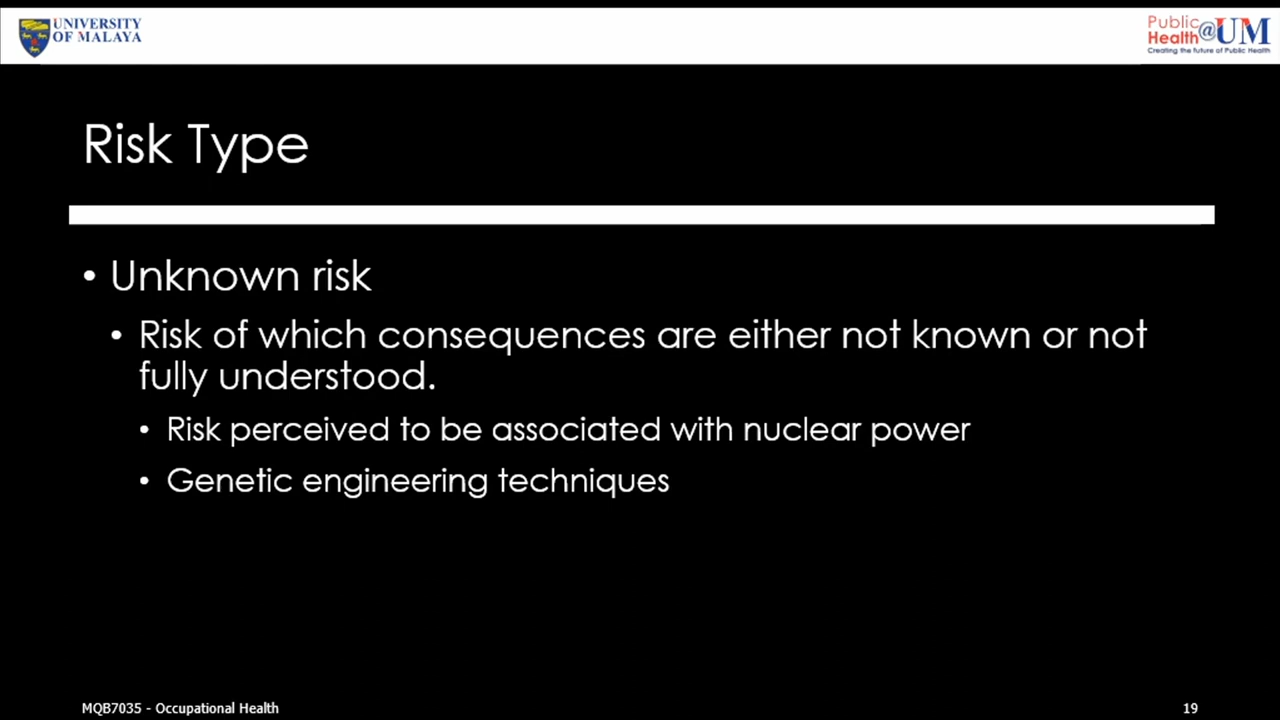 UNIVERSITY
OF MALAYA
Public
Health@UM
Creating the future of Public Health
Risk Type
• Unknown risk
• Risk of which consequences are either not known or not
fully understood.
• Risk perceived to be associated with nuclear power
• Genetic engineering techniques
MQB7035 - Occupational Health
19